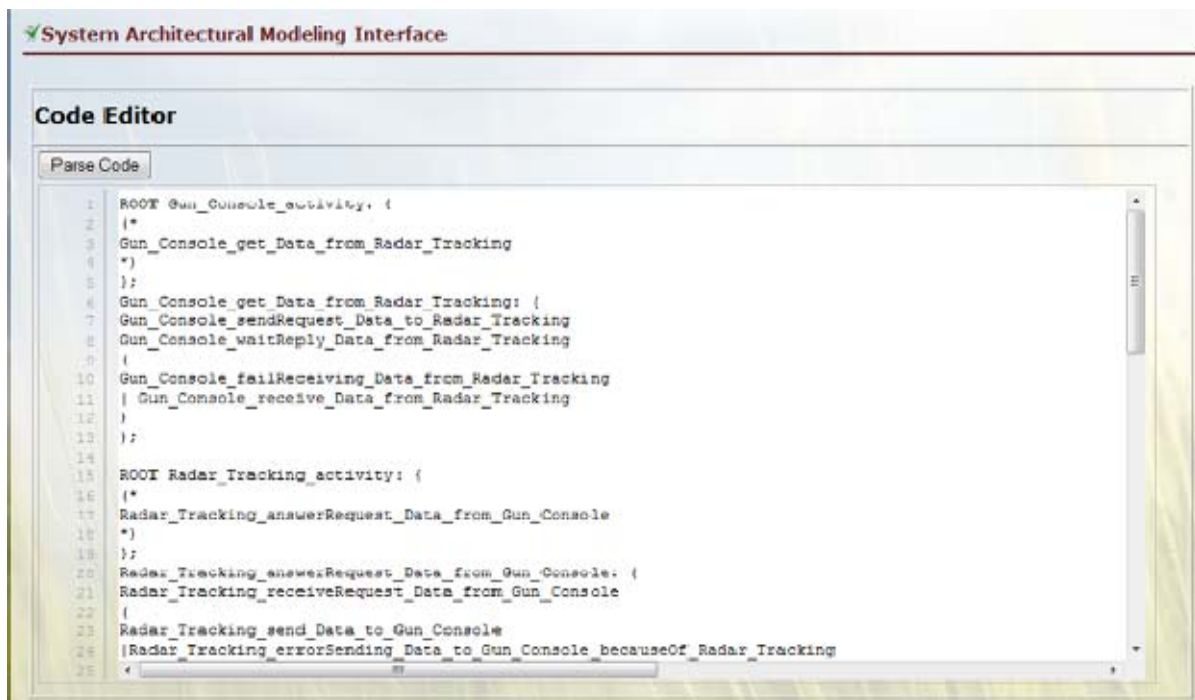 System Architectural Modeling Interface
Code Editor
Parse Code
1 ROOT Gun_Console_activity: (
2 (*
3 Gun_Console_get_Data_from_Radar_Tracking
4 *)
5 );
6 Gun_Console_get_Data_from_Radar_Tracking: (
7 Gun_Console_sendRequest_Data_to_Radar_Tracking
8 Gun_Console_waitReply_Data_from_Radar_Tracking
9 (
10 Gun_Console_failReceiving_Data_from_Radar_Tracking
11 | Gun_Console_receive_Data_from_Radar_Tracking
12 )
13 );
14
15 ROOT Radar_Tracking_activity: (
16 (*
17 Radar_Tracking_answerRequest_Data_from_Gun_Console
18 *)
19 );
20 Radar_Tracking_answerRequest_Data_from_Gun_Console: (
21 Radar_Tracking_receiveRequest_Data_from_Gun_Console
22 (
23 Radar_Tracking_send_Data_to_Gun_Console
24 |Radar_Tracking_errorSending_Data_to_Gun_Console_becauseOf_Radar_Tracking
25